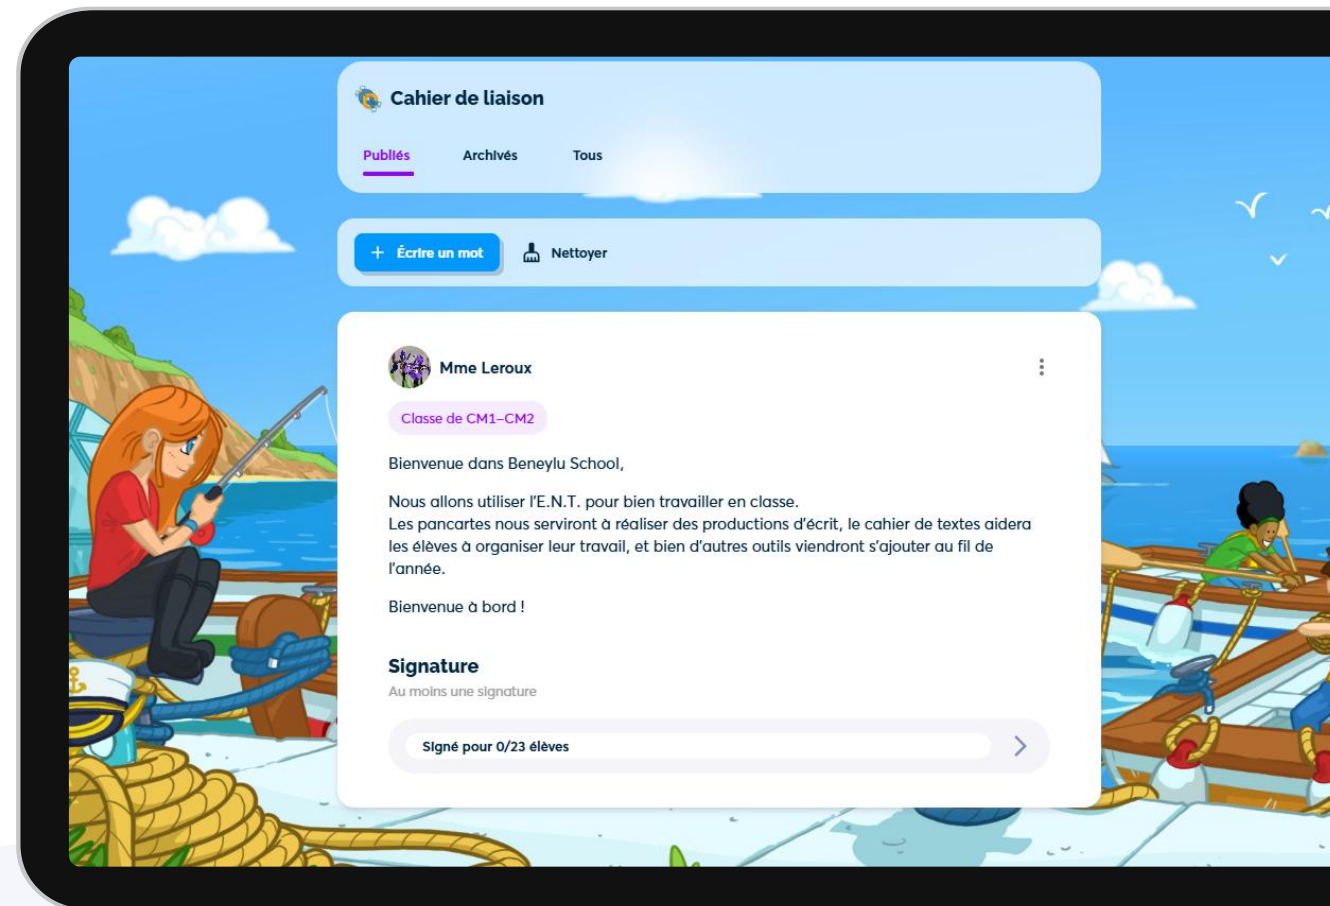 Cahier de liaison
Publiés Archivés Tous
+ Écrire un mot Nettoyer
Mme Leroux
Classe de CM1–CM2
Bienvenue dans Beneylu School,
Nous allons utiliser l'E.N.T. pour bien travailler en classe.
Les pancartes nous serviront à réaliser des productions d'écrit, le cahier de textes aidera
les élèves à organiser leur travail, et bien d'autres outils viendront s'ajouter au fil de
l'année.
Bienvenue à bord !
Signature
Au moins une signature
Signé pour 0/23 élèves